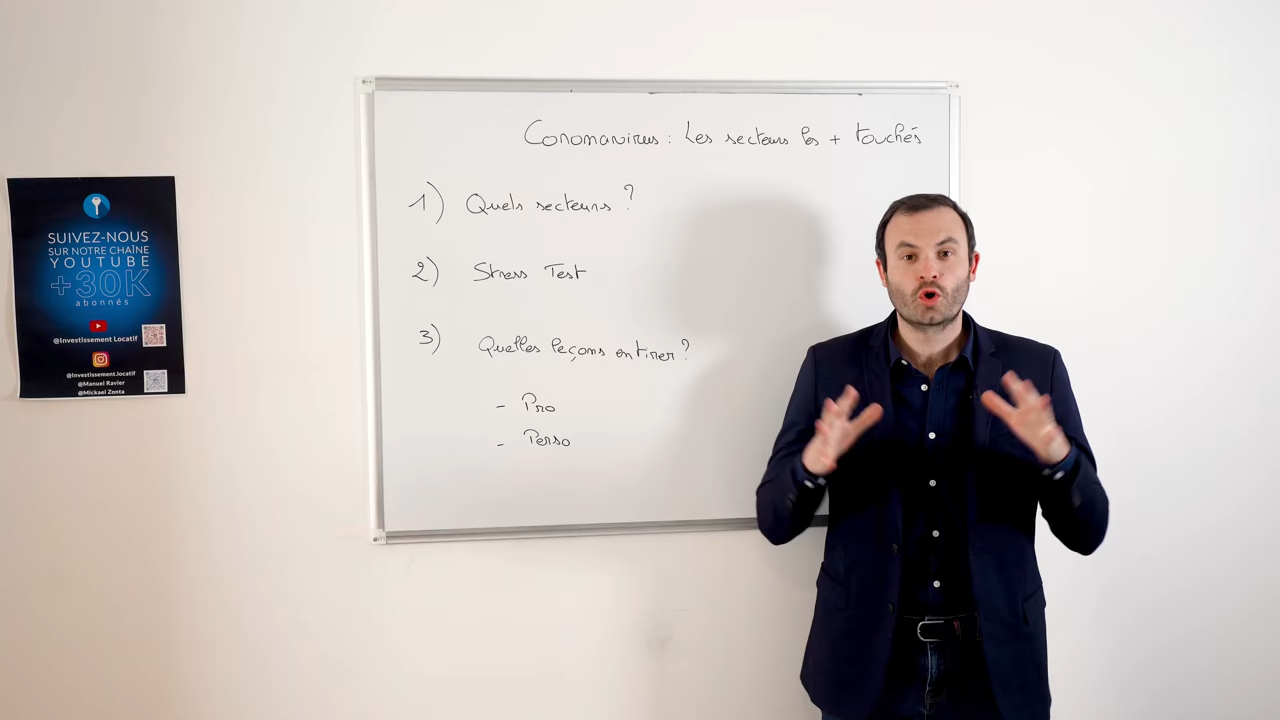 Coronavirus : Les secteurs les + touchés
1) Quels secteurs ?
2) Stress Test
3) Quelles leçons en tirer ?
- Pro
- Perso
SUIVEZ-NOUS
SUR NOTRE CHAÎNE
YOUTUBE
+30K
abonnés
@Investissement Locatif
@Investissement.locatif
@Manuel Ravier
@Mickael Zonta